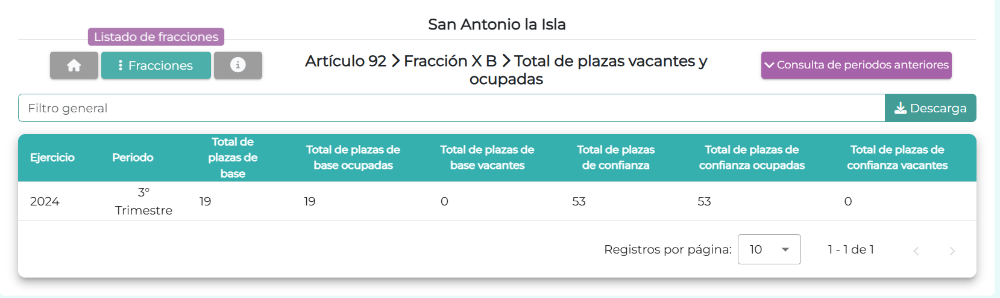 San Antonio la Isla
Listado de fracciones
Fracciones
Artículo 92 > Fracción X B > Total de plazas vacantes y
ocupadas
Consulta de periodos anteriores
Filtro general
Descarga
Ejercicio
Periodo
Total de
plazas de
base
Total de plazas de
base ocupadas
Total de plazas de
base vacantes
Total de plazas
de confianza
Total de plazas de
confianza ocupadas
Total de plazas de
confianza vacantes
2024
3°
Trimestre
19
19
0
53
53
0
Registros por página: 10
1 - 1 de 1